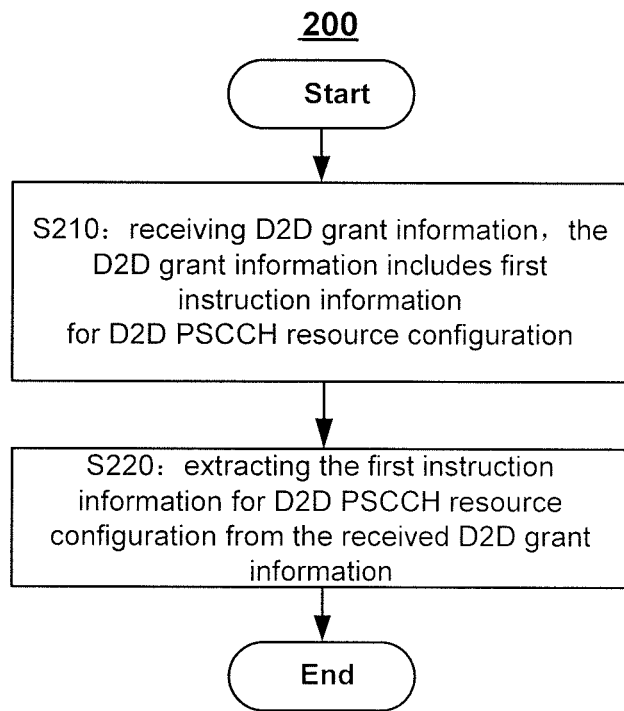 200
Start
S210：receiving D2D grant information，the
D2D grant information includes first
instruction information
for D2D PSCCH resource configuration
S220：extracting the first instruction
information for D2D PSCCH resource
configuration from the received D2D grant
information
End